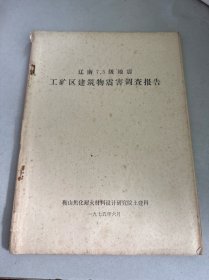 辽南7.3级地震
工矿区建筑物震害调查报告
鞍山焦化耐火材料设计研究院土建科
一九七五年六月